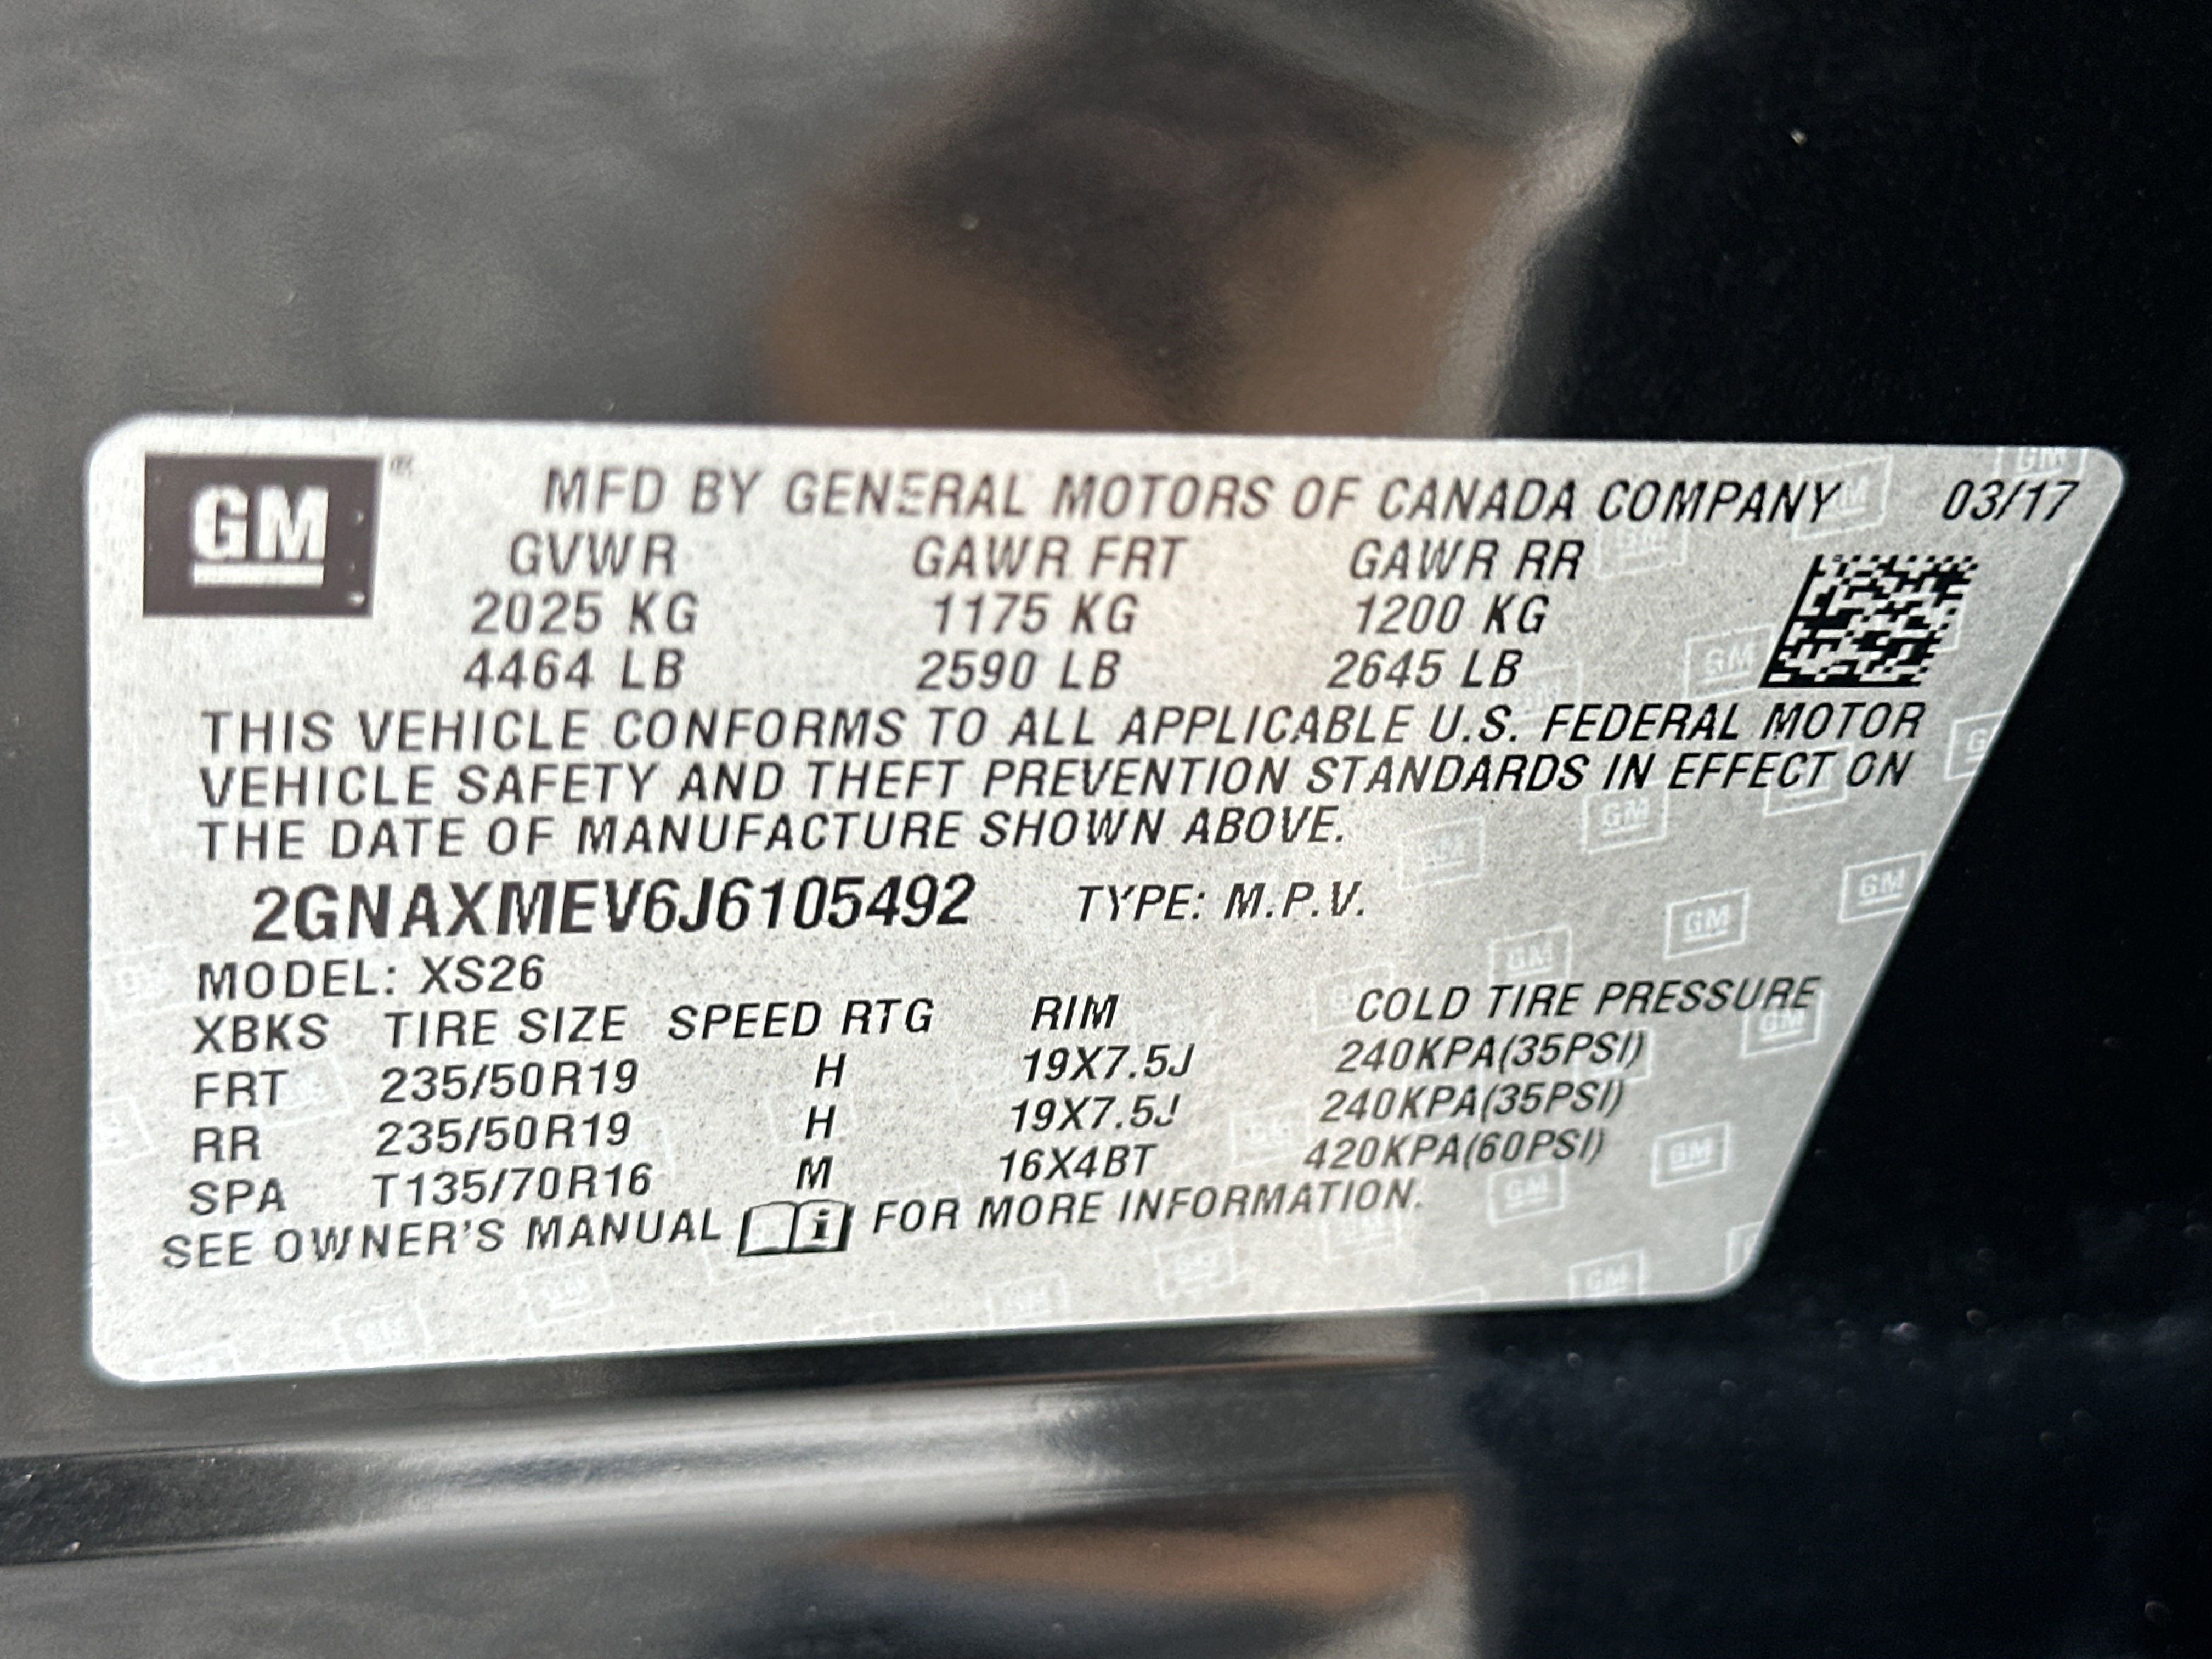 GM® MFD BY GENERAL MOTORS OF CANADA COMPANY 03/17
GVWR GAWR FRT GAWR RR
2025 KG 1175 KG 1200 KG
4464 LB 2590 LB 2645 LB
THIS VEHICLE CONFORMS TO ALL APPLICABLE U.S. FEDERAL MOTOR
VEHICLE SAFETY AND THEFT PREVENTION STANDARDS IN EFFECT ON
THE DATE OF MANUFACTURE SHOWN ABOVE.
2GNAXMEV6J6105492 TYPE: M.P.V.
MODEL: XS26
XBKS TIRE SIZE SPEED RTG RIM COLD TIRE PRESSURE
FRT 235/50R19 H 19X7.5J 240KPA(35PSI)
RR 235/50R19 H 19X7.5J 240KPA(35PSI)
SPA T135/70R16 M 16X4BT 420KPA(60PSI)
SEE OWNER'S MANUAL i FOR MORE INFORMATION.